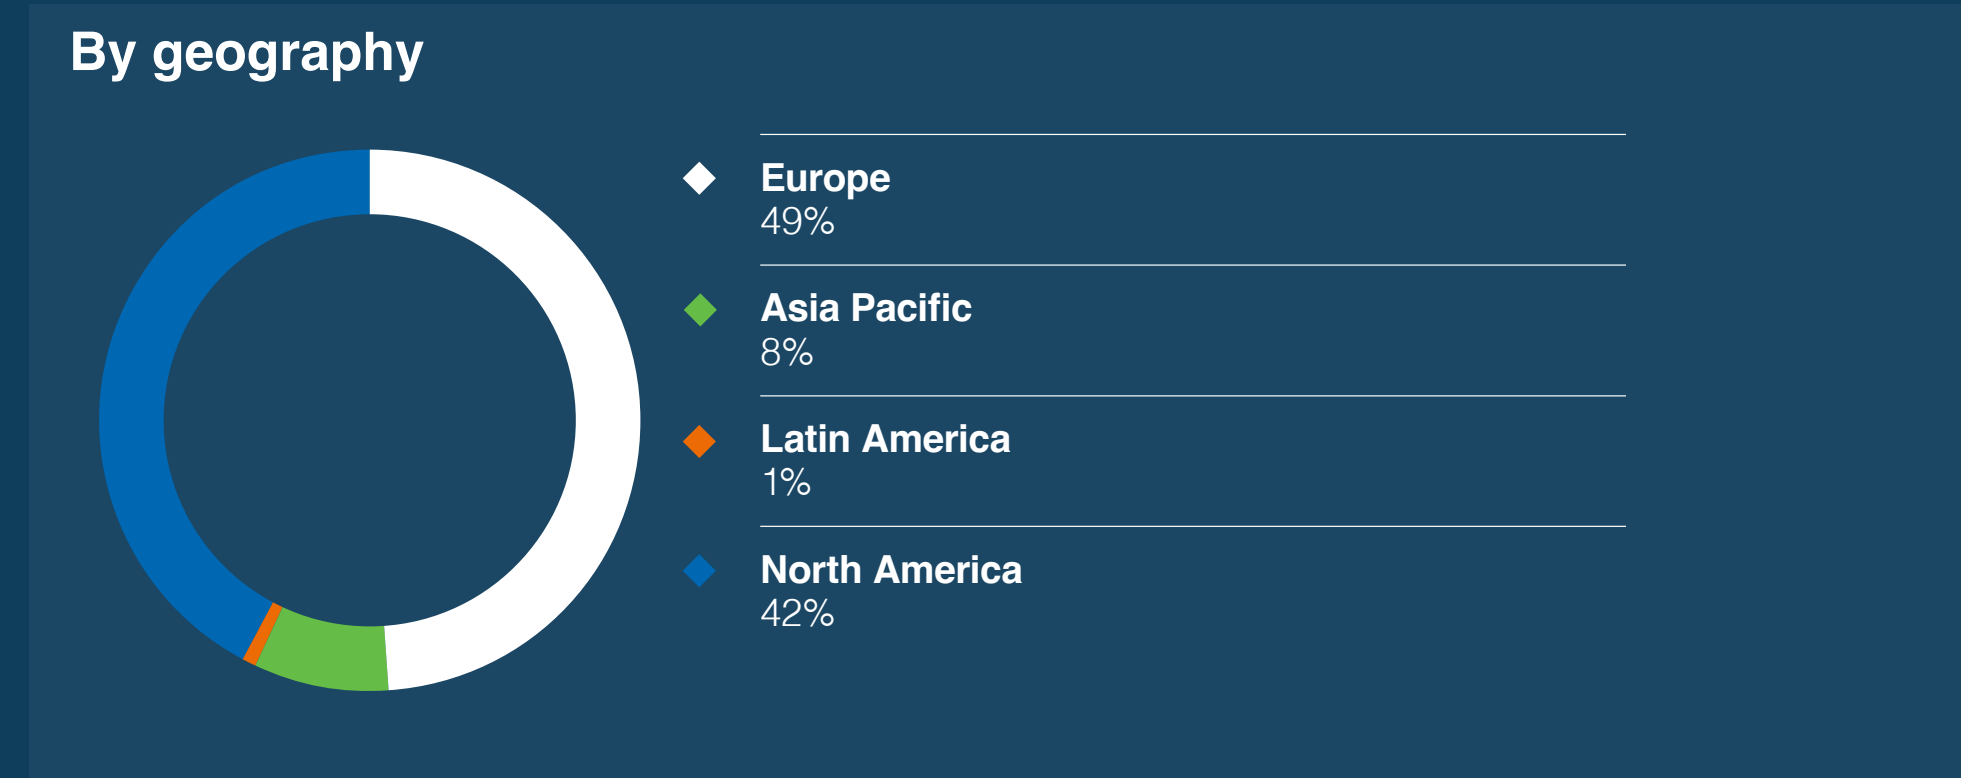 By geography
Europe
49%
Asia Pacific
8%
Latin America
1%
North America
42%